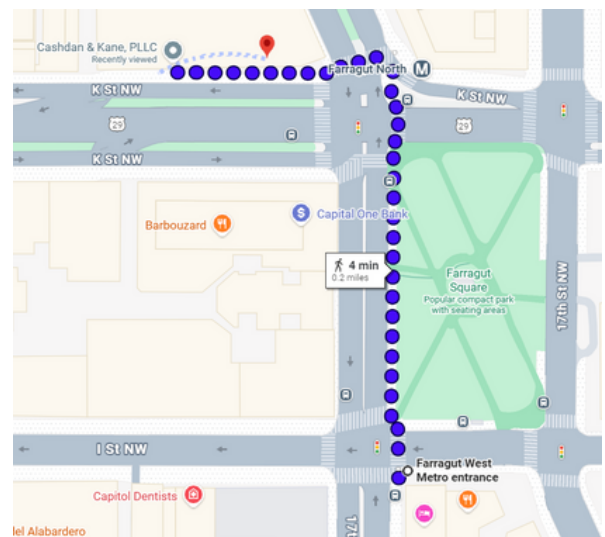 Cashdan & Kane, PLLC
Recently viewed
Farragut North
M
K St NW
K St NW
29
29
K St NW
Capital One Bank
$
Barbouzard
4 min
0.2 miles
Farragut
Square
Popular compact park
with seating areas
17th St NW
I St NW
Farragut West
Metro entrance
Capitol Dentists
17th
del Alabardero